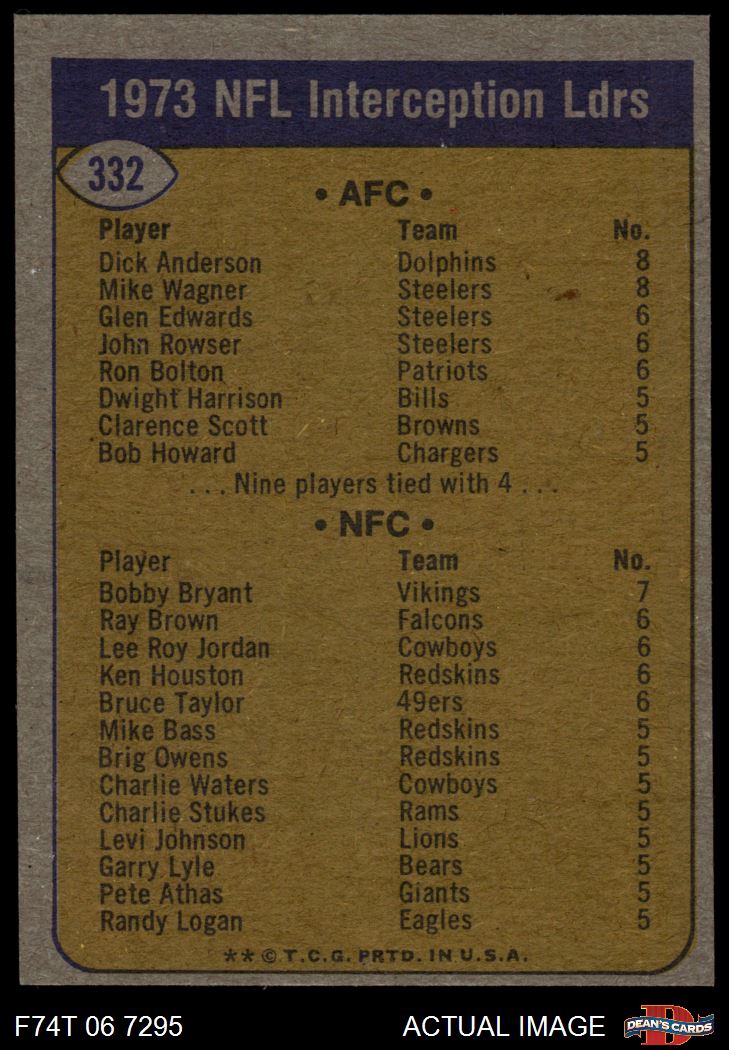 1973 NFL Interception Ldrs
332
• AFC •
Player Team No.
Dick Anderson Dolphins 8
Mike Wagner Steelers 8
Glen Edwards Steelers 6
John Rowser Steelers 6
Ron Bolton Patriots 6
Dwight Harrison Bills 5
Clarence Scott Browns 5
Bob Howard Chargers 5
. . . Nine players tied with 4 . . .
• NFC •
Player Team No.
Bobby Bryant Vikings 7
Ray Brown Falcons 6
Lee Roy Jordan Cowboys 6
Ken Houston Redskins 6
Bruce Taylor 49ers 6
Mike Bass Redskins 5
Brig Owens Redskins 5
Charlie Waters Cowboys 5
Charlie Stukes Rams 5
Levi Johnson Lions 5
Garry Lyle Bears 5
Pete Athas Giants 5
Randy Logan Eagles 5
** © T.C.G. PRTD. IN U.S.A.
F74T 06 7295 ACTUAL IMAGE D DEAN'S CARDS